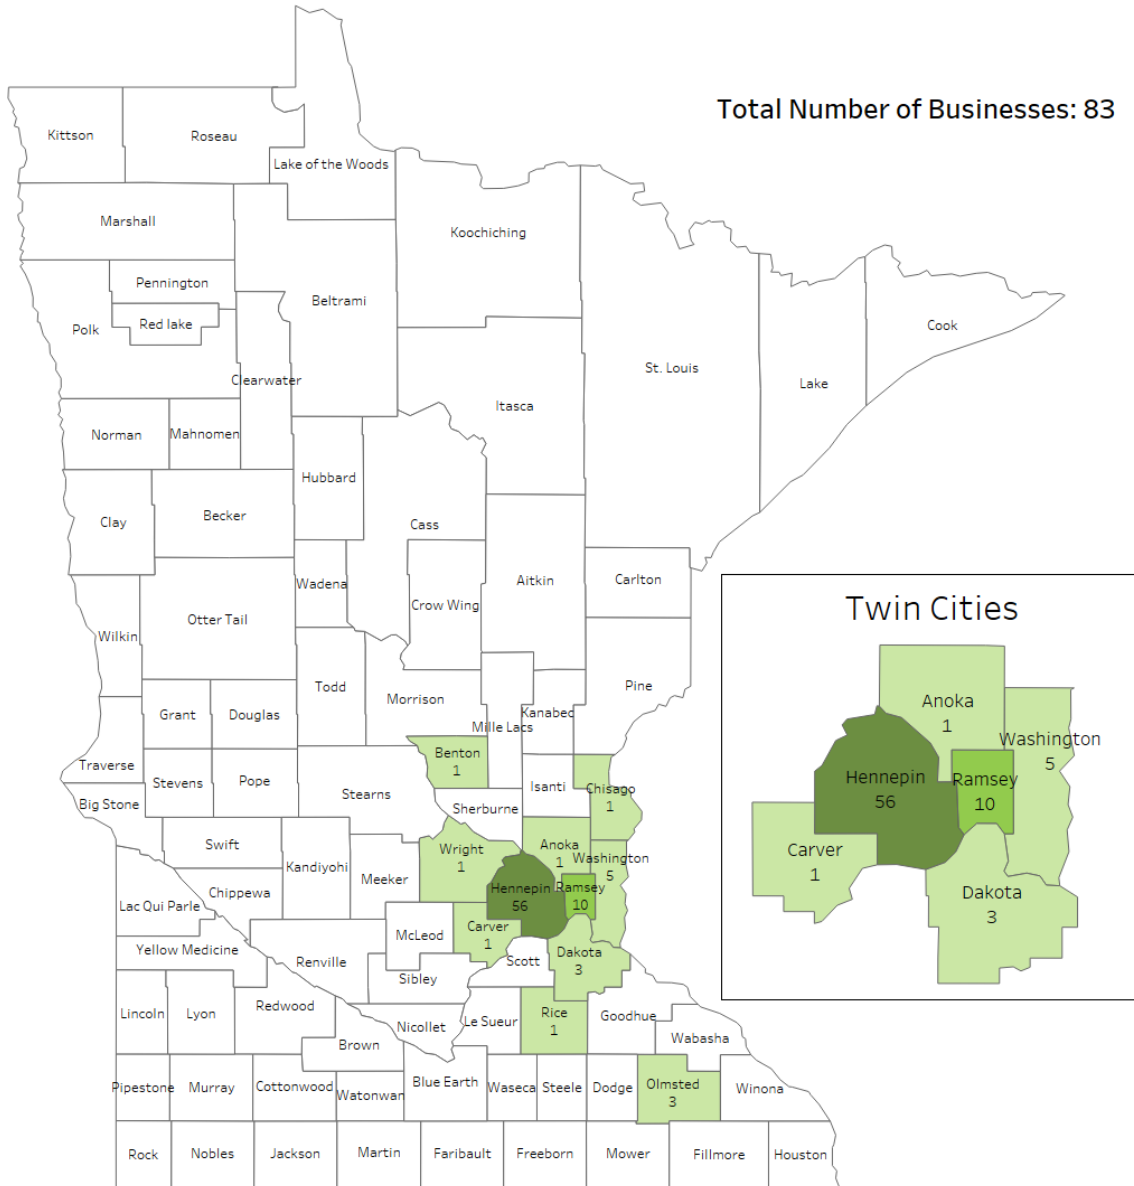 Total Number of Businesses: 83
Kittson
Roseau
Lake of the Woods
Marshall
Koochiching
Pennington
Beltrami
Red lake
Polk
Cook
St. Louis
Lake
Clearwater
Itasca
Norman
Mahnomen
Hubbard
Clay
Becker
Cass
Wadena
Aitkin
Carlton
Crow Wing
Otter Tail
Wilkin
Todd
Morrison
Pine
Grant
Douglas
Kanabec
Mille Lacs
Benton
1
Traverse
Stevens
Pope
Stearns
Isanti
Chisago
1
Big Stone
Sherburne
Swift
Wright
1
Anoka
1
Washington
5
Kandiyohi
Meeker
Chippewa
Hennepin
56
Ramsey
10
Lac Qui Parle
McLeod
Carver
1
Yellow Medicine
Renville
Scott
Dakota
3
Sibley
Lincoln
Lyon
Redwood
Nicollet
Le Sueur
Rice
1
Goodhue
Wabasha
Brown
Pipestone
Murray
Cottonwood
Watonwan
Blue Earth
Waseca
Steele
Dodge
Olmsted
3
Winona
Rock
Nobles
Jackson
Martin
Faribault
Freeborn
Mower
Fillmore
Houston
Twin Cities
Anoka
1
Washington
5
Hennepin
56
Ramsey
10
Carver
1
Dakota
3